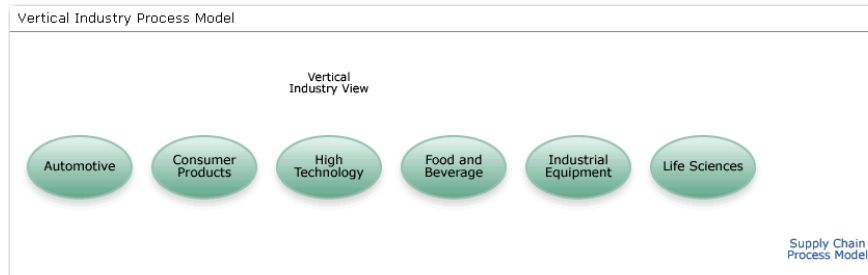 Vertical Industry Process Model
Vertical
Industry View
Automotive
Consumer
Products
High
Technology
Food and
Beverage
Industrial
Equipment
Life Sciences
Supply Chain
Process Model